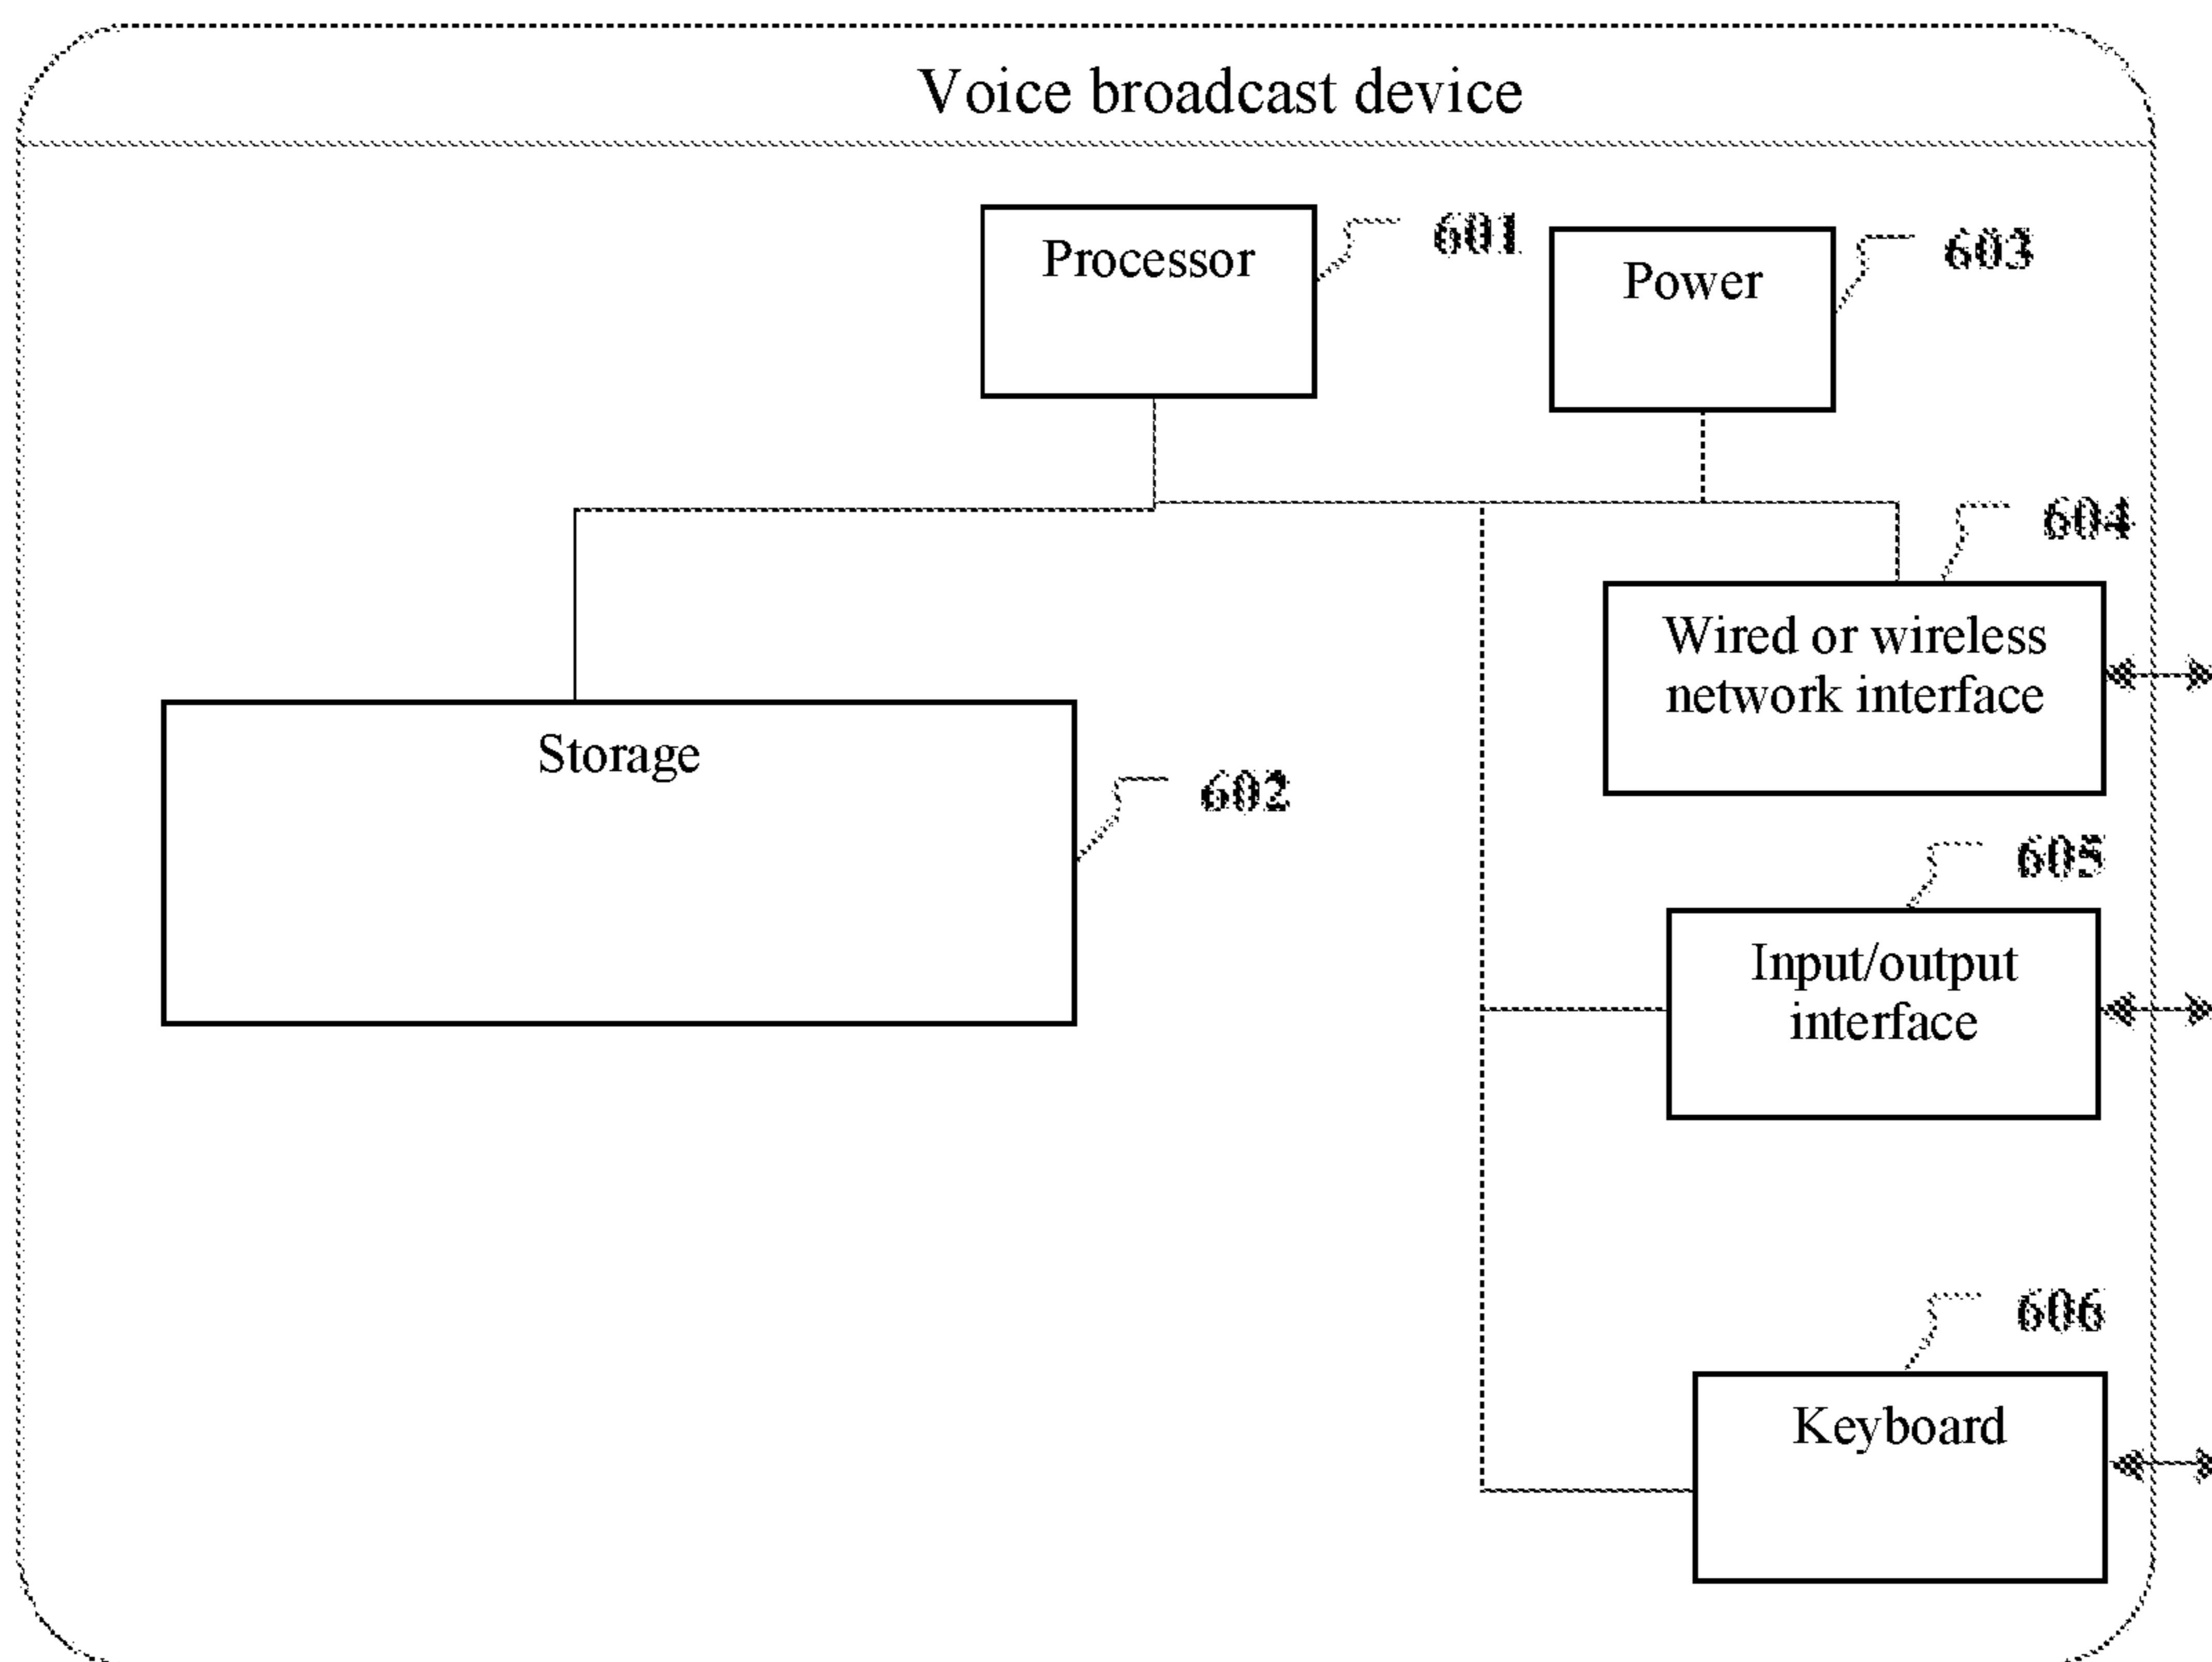 Voice broadcast device
Processor
601
Power
603
604
Wired or wireless
network interface
Storage
602
605
Input/output
interface
606
Keyboard